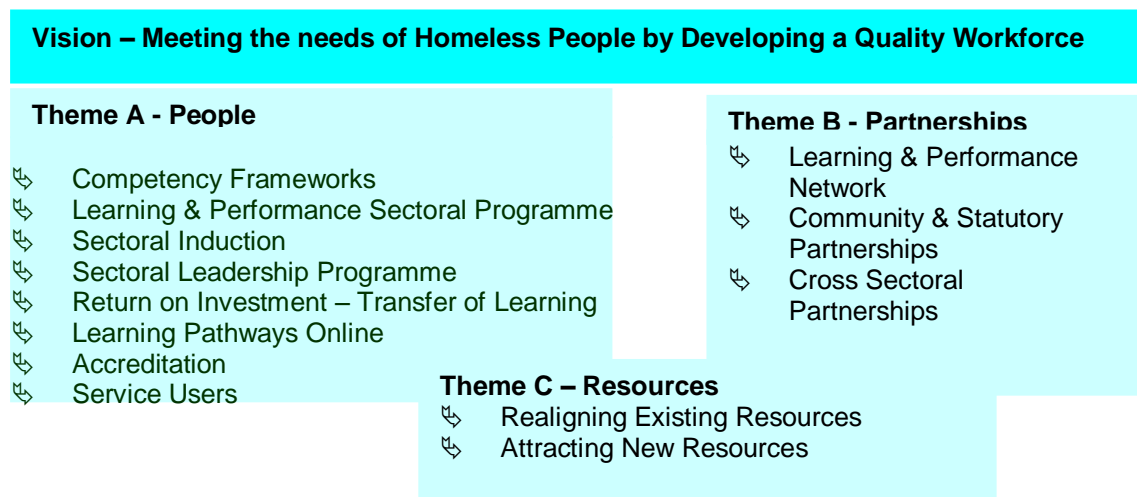 Vision – Meeting the needs of Homeless People by Developing a Quality Workforce
Theme A - People
Competency Frameworks
Learning & Performance Sectoral Programme
Sectoral Induction
Sectoral Leadership Programme
Return on Investment – Transfer of Learning
Learning Pathways Online
Accreditation
Service Users
Theme B - Partnerships
Learning & Performance
Network
Community & Statutory
Partnerships
Cross Sectoral
Partnerships
Theme C – Resources
Realigning Existing Resources
Attracting New Resources